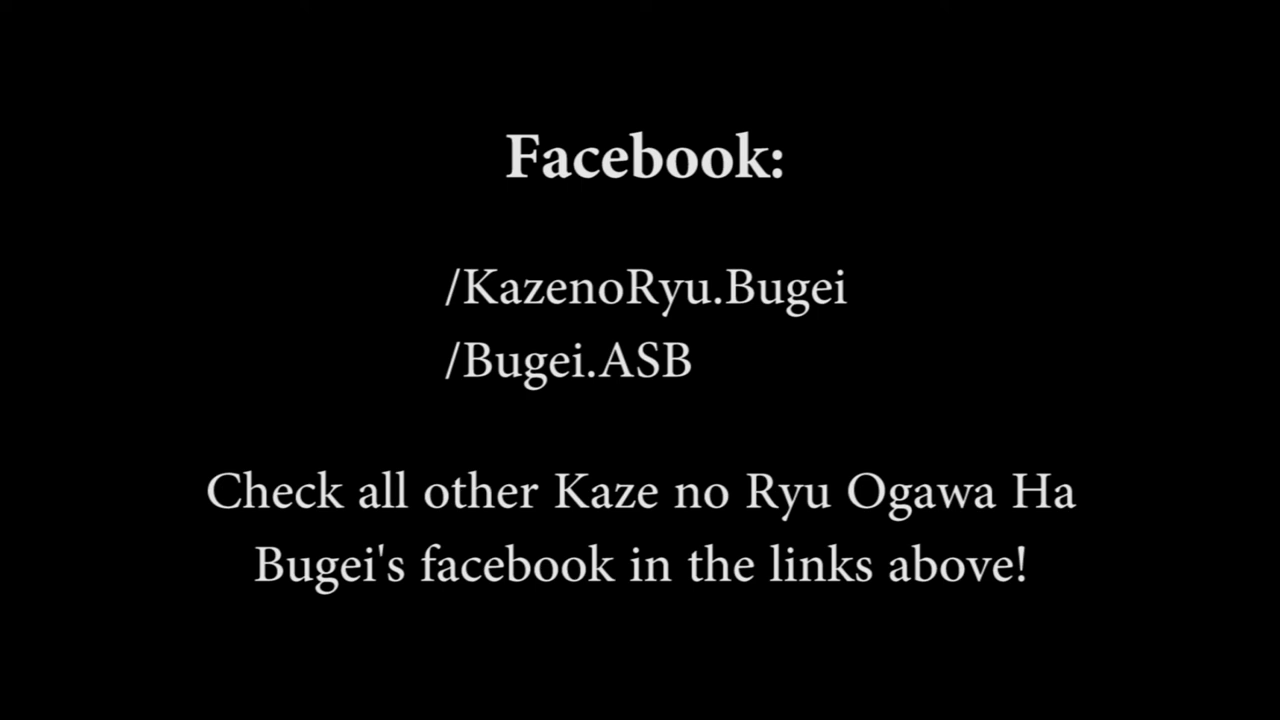 Facebook:
/KazenoRyu.Bugei
/Bugei.ASB
Check all other Kaze no Ryu Ogawa Ha
Bugei's facebook in the links above!